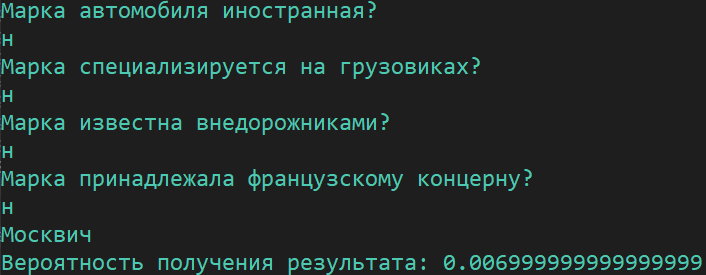 Марка автомобиля иностранная?
н
Марка специализируется на грузовиках?
н
Марка известна внедорожниками?
н
Марка принадлежала французскому концерну?
н
Москвич
Вероятность получения результата: 0.006999999999999999